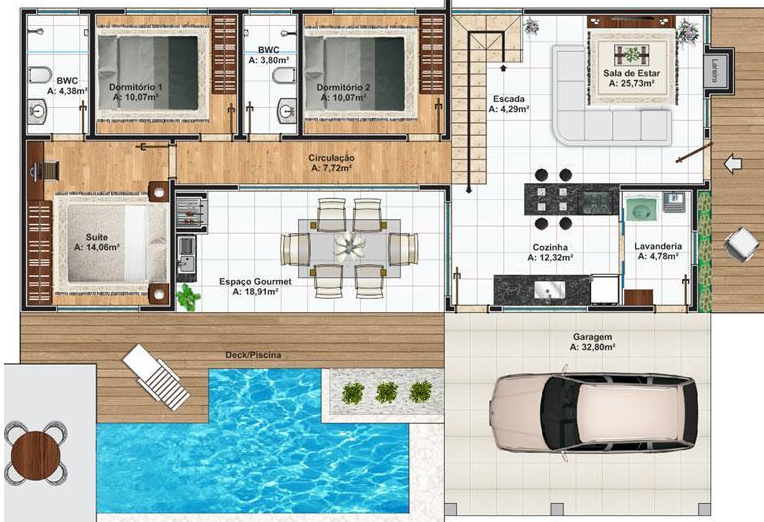 BWC
A: 4,38m²
Dormitório 1
A: 10,07m²
BWC
A: 3,80m²
Dormitório 2
A: 10,07m²
Escada
A: 4,29m²
Sala de Estar
A: 25,73m²
Lareira
Circulação
A: 7,72m²
Suíte
A: 14,06m²
Espaço Gourmet
A: 18,91m²
Cozinha
A: 12,32m²
Lavanderia
A: 4,78m²
Deck/Piscina
Garagem
A: 32,80m²